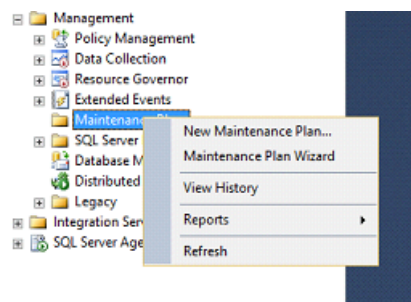 Management
Policy Management
Data Collection
Resource Governor
Extended Events
Maintenance
SQL Server
Database M
Distributed
Legacy
Integration Ser
SQL Server Age
New Maintenance Plan...
Maintenance Plan Wizard
View History
Reports
Refresh